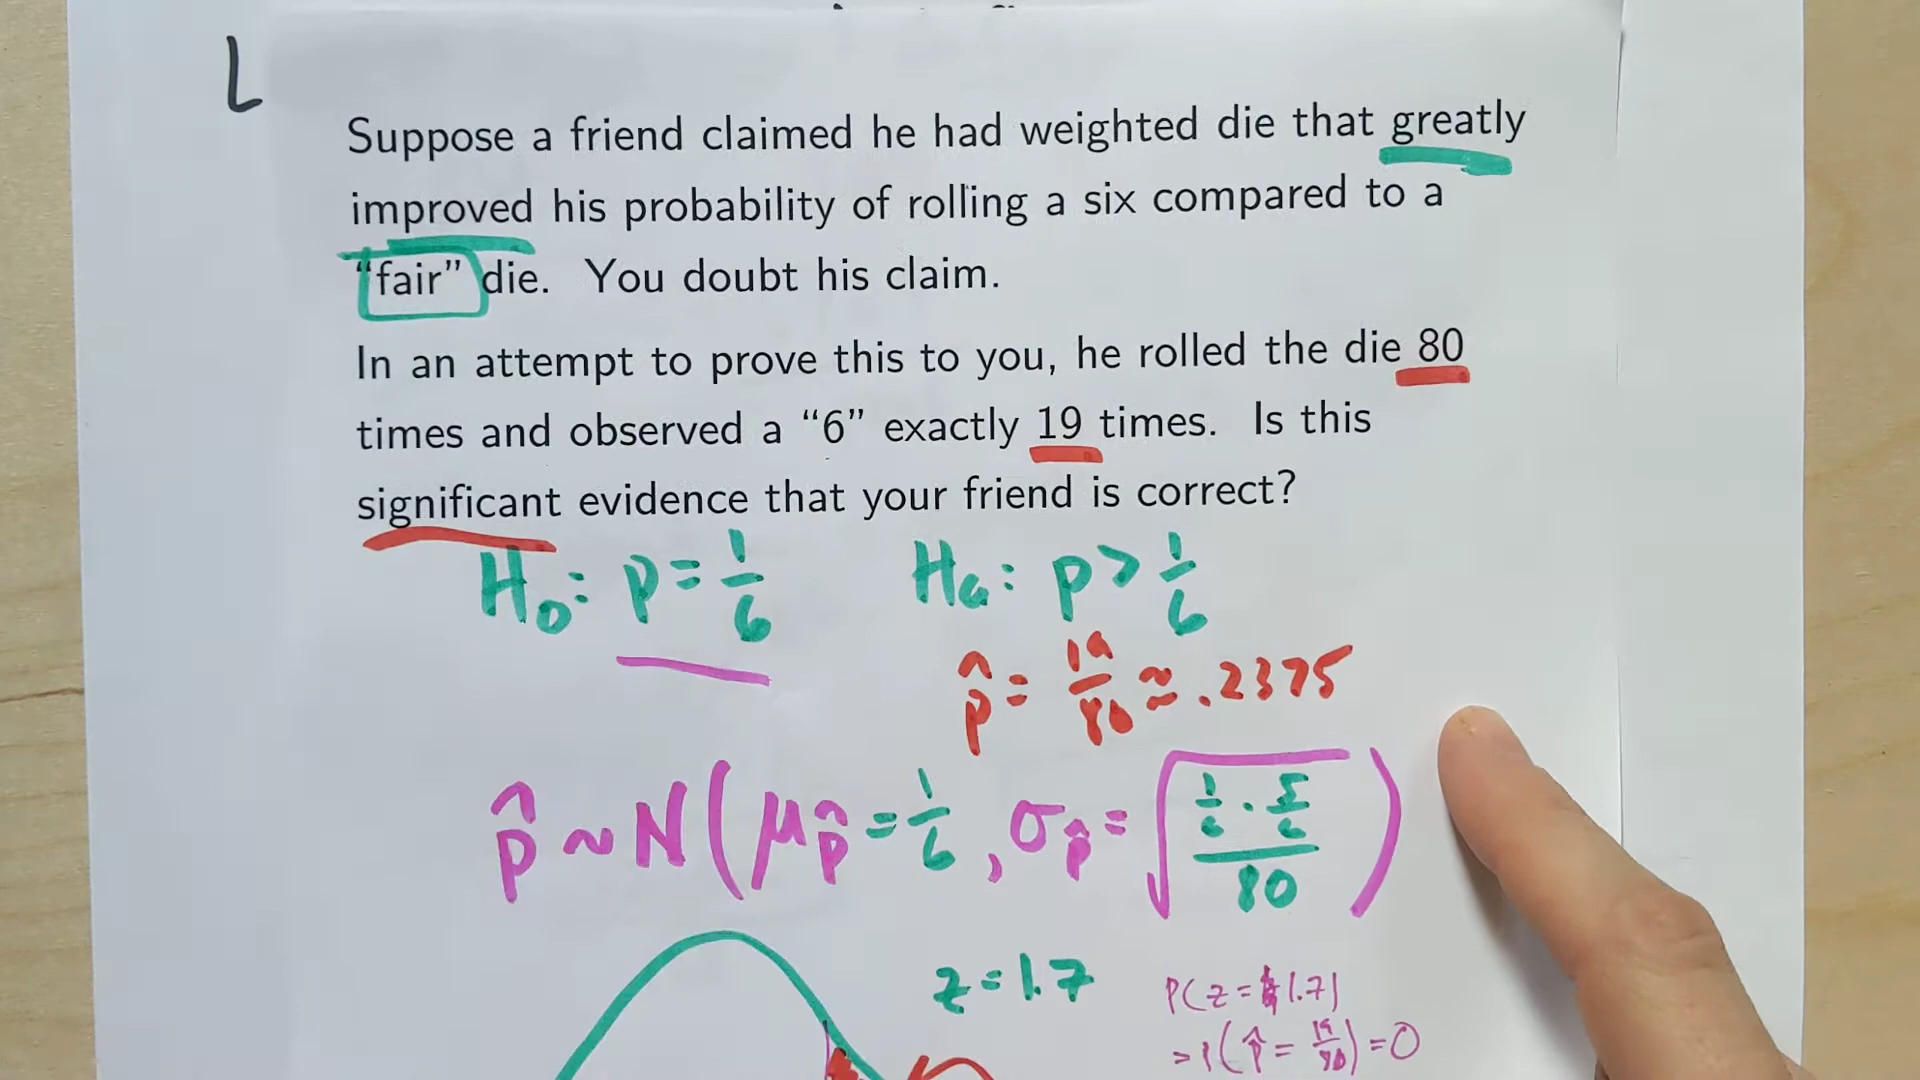 L
Suppose a friend claimed he had weighted die that greatly
improved his probability of rolling a six compared to a
“fair” die. You doubt his claim.
In an attempt to prove this to you, he rolled the die 80
times and observed a “6” exactly 19 times. Is this
significant evidence that your friend is correct?
H₀: p = 1/6 Hₐ: p > 1/6
p̂ = 19/80 ≈ .2375
p̂ ~ N(μp̂ = 1/6, σp̂ = √(1/6 · 5/6 / 80))
z = 1.7 P(z = 1.7)
= P(p̂ = 19/80) = 0